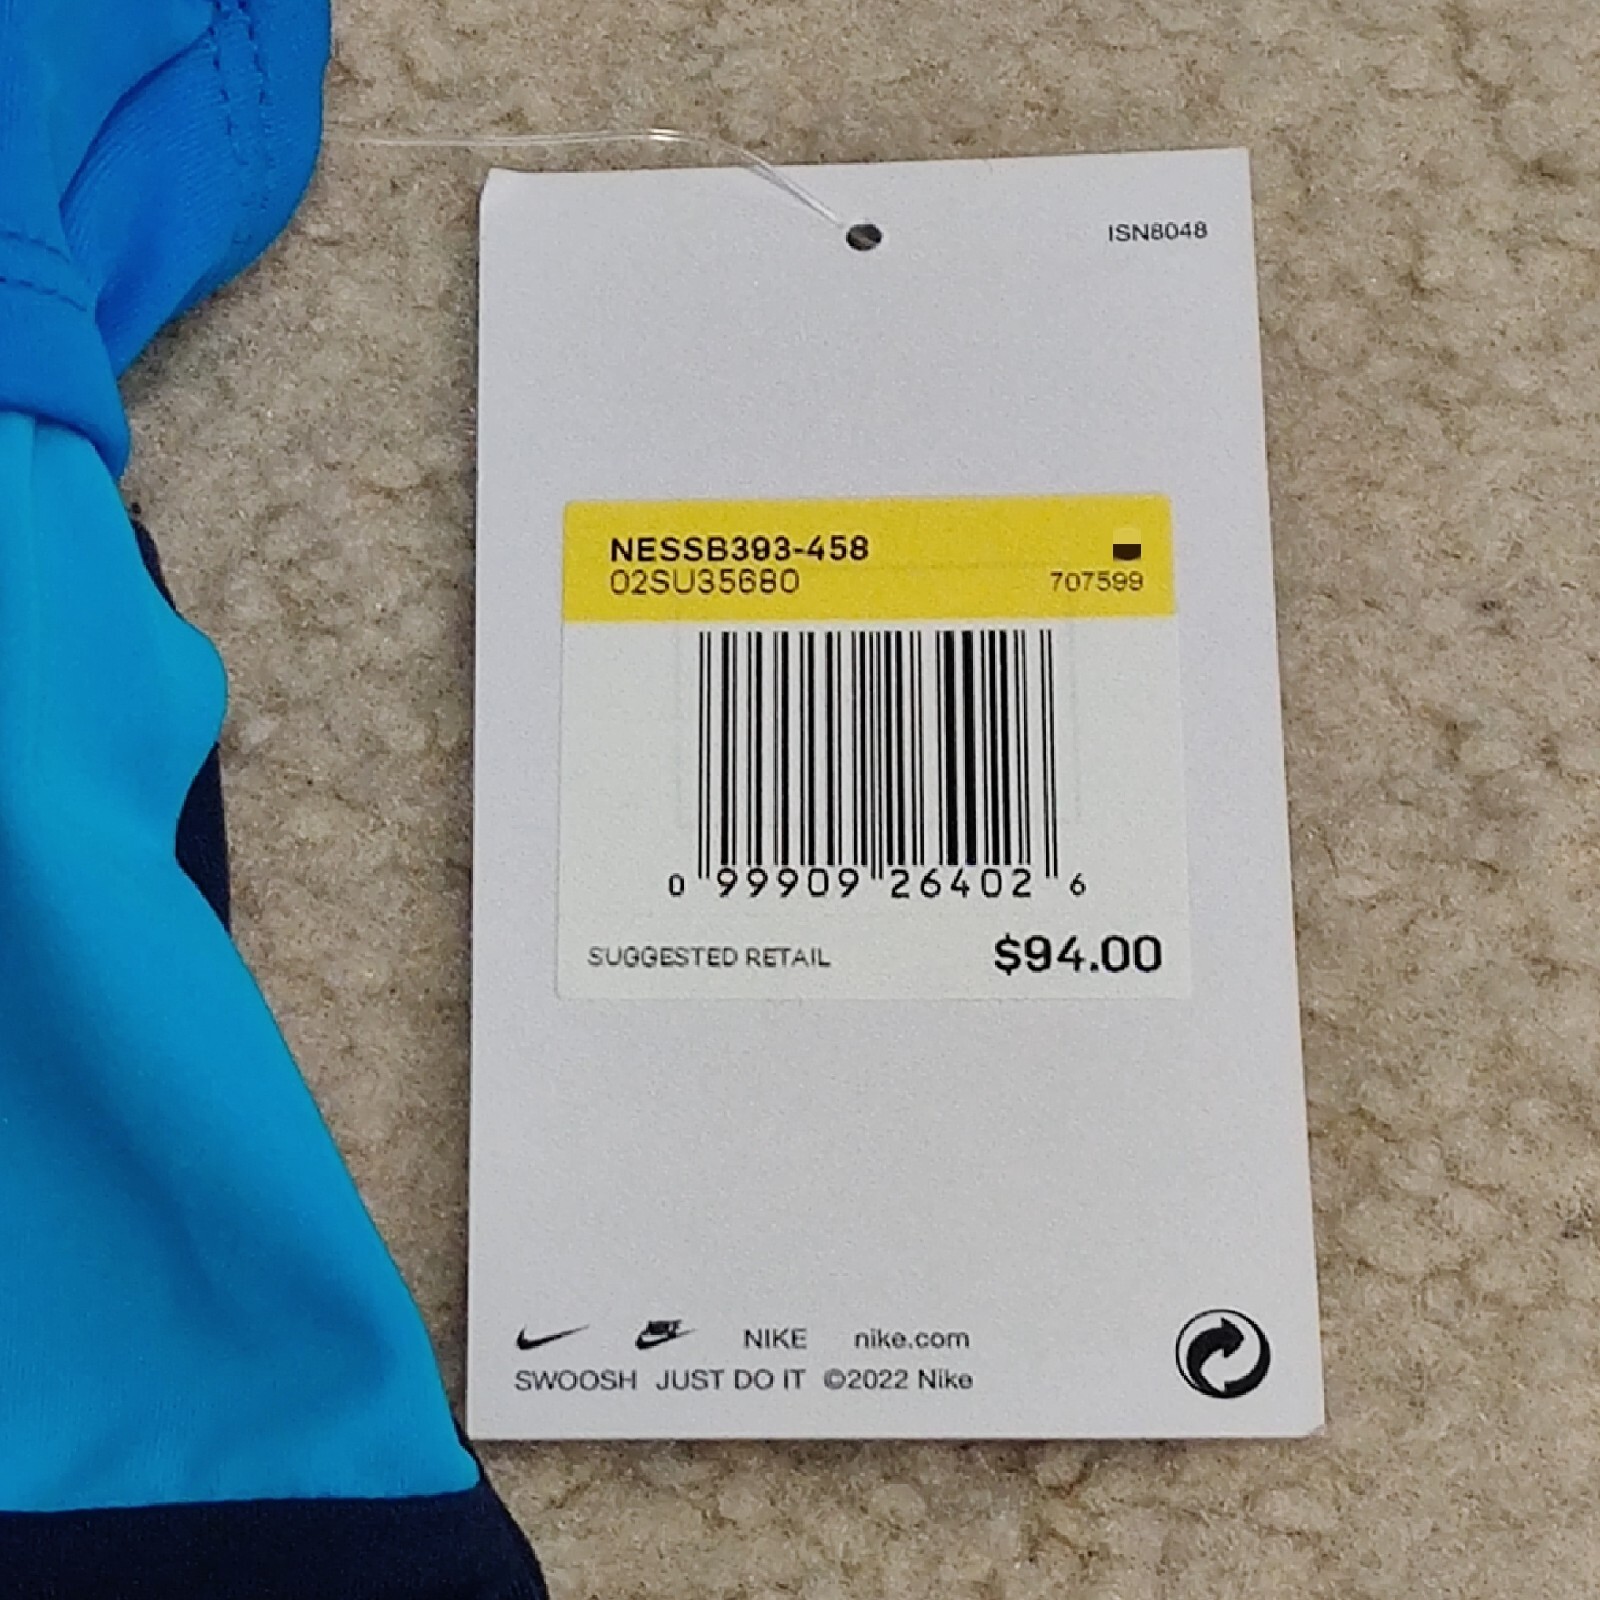 ISN8048
NESSB393-458
02SU35680 707599
0 99909 26402 6
SUGGESTED RETAIL $94.00
NIKE nike.com
SWOOSH JUST DO IT ©2022 Nike